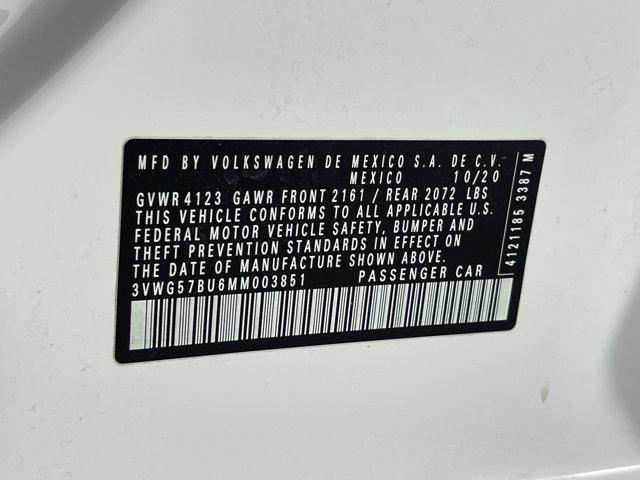 MFD BY VOLKSWAGEN DE MEXICO S.A. DE C.V.
MEXICO 10/20
GVWR 4123 GAWR FRONT 2161 / REAR 2072 LBS
THIS VEHICLE CONFORMS TO ALL APPLICABLE U.S.
FEDERAL MOTOR VEHICLE SAFETY, BUMPER AND
THEFT PREVENTION STANDARDS IN EFFECT ON
THE DATE OF MANUFACTURE SHOWN ABOVE.
3VWG57BU6MM003851 PASSENGER CAR
4121185 3387 M